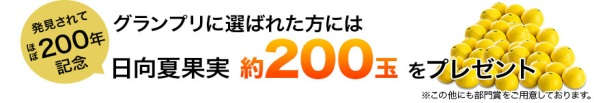 発見されて
ほぼ200年
記念
グランプリに選ばれた方には
日向夏果実 約200玉 をプレゼント
※この他にも部門賞をご用意しております。